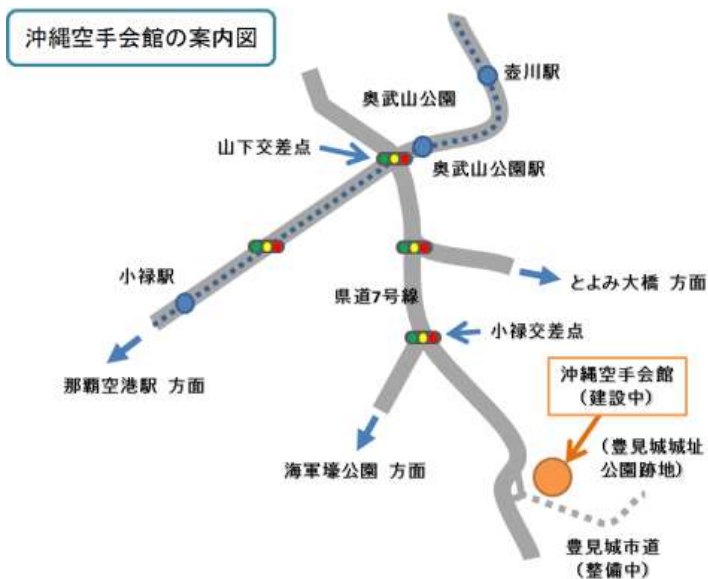 沖縄空手会館の案内図
壺川駅
奥武山公園
山下交差点
奥武山公園駅
小禄駅
とよみ大橋 方面
県道7号線
小禄交差点
那覇空港駅 方面
沖縄空手会館
（建設中）
海軍壕公園 方面
（豊見城城址
公園跡地）
豊見城市道
（整備中）